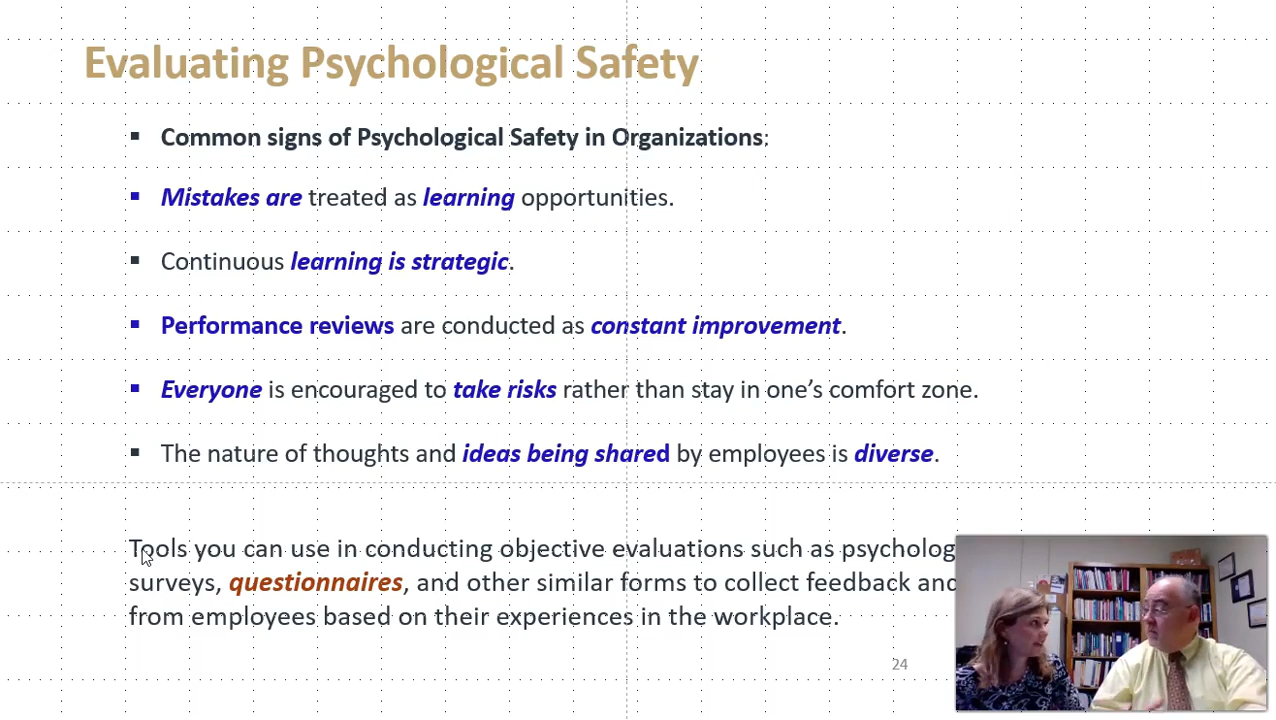 Evaluating Psychological Safety
▪ Common signs of Psychological Safety in Organizations:
▪ Mistakes are treated as learning opportunities.
▪ Continuous learning is strategic.
▪ Performance reviews are conducted as constant improvement.
▪ Everyone is encouraged to take risks rather than stay in one’s comfort zone.
▪ The nature of thoughts and ideas being shared by employees is diverse.
Tools you can use in conducting objective evaluations such as
surveys, questionnaires, and other similar forms to collect feedback and
from employees based on their experiences in the workplace.
24